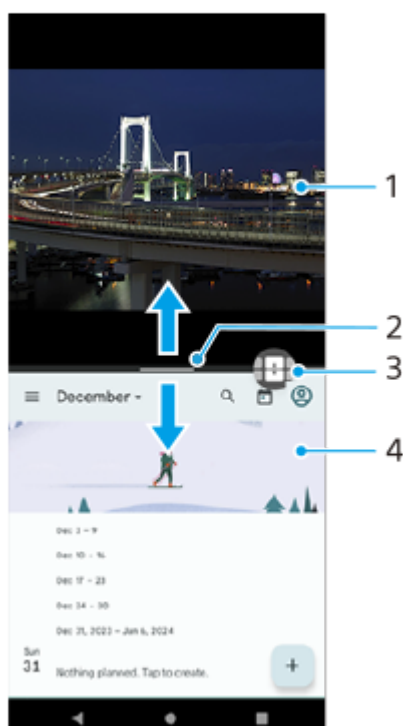 1
2
3
December
4
Dec 3 – 9
Dec 10 – 16
Dec 17 – 23
Dec 24 – 30
Dec 31, 2023 – Jan 6, 2024
Sun
31
Nothing planned. Tap to create.
+